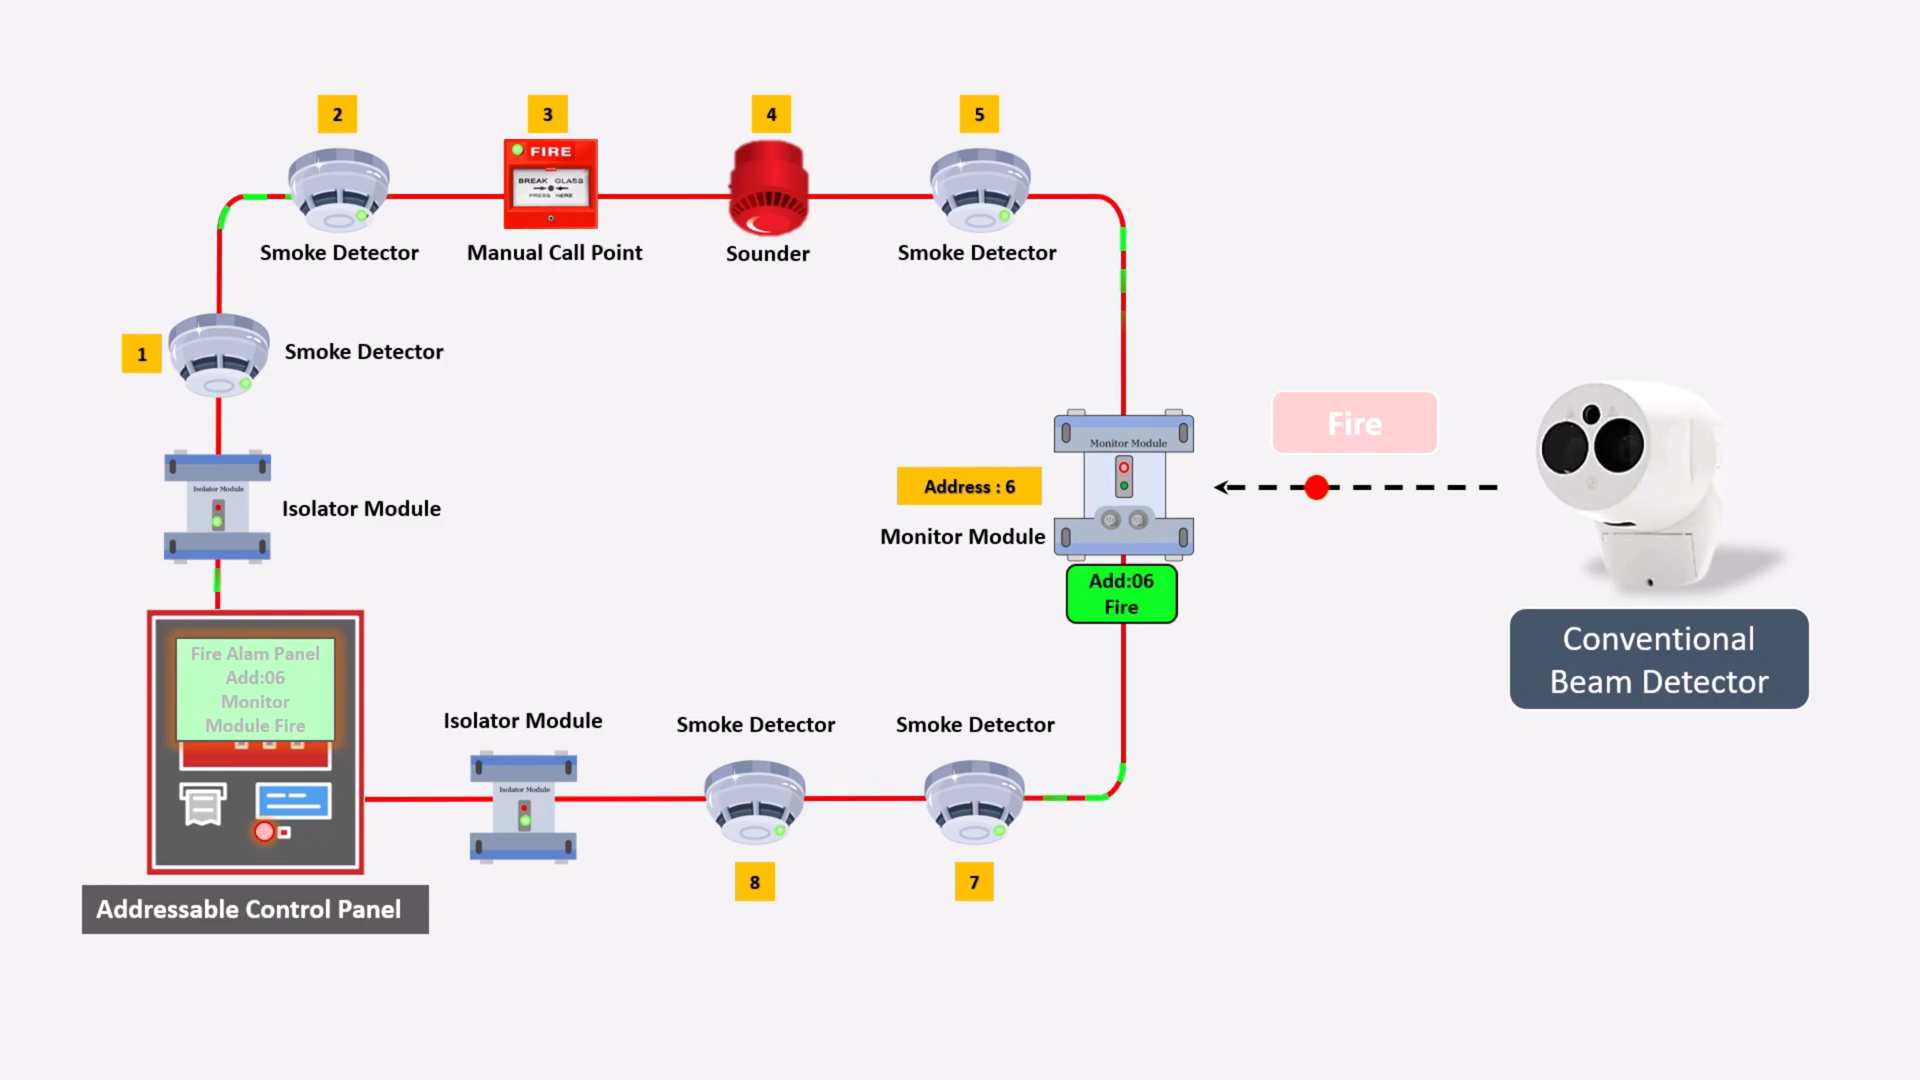 2
3
4
5
FIRE
BREAK GLASS
PRESS HERE
Smoke Detector
Manual Call Point
Sounder
Smoke Detector
1
Smoke Detector
Monitor Module
Fire
Address : 6
Monitor Module
Isolator Module
Isolator Module
Add:06
Fire
Conventional
Beam Detector
Fire Alam Panel
Add:06
Monitor
Module Fire
Isolator Module
Smoke Detector
Smoke Detector
Isolator Module
8
7
Addressable Control Panel